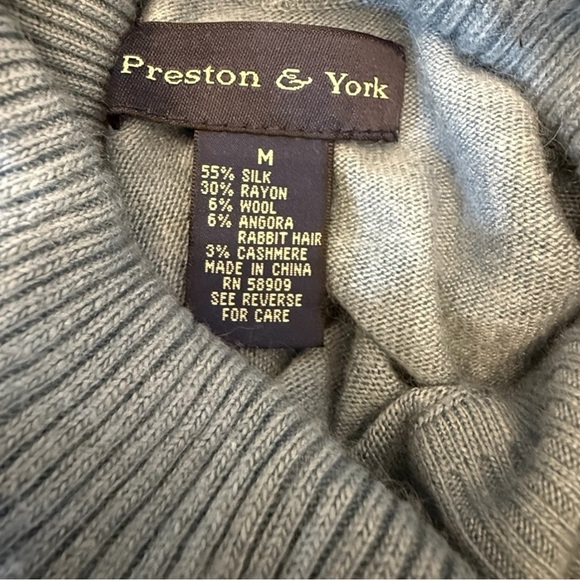 Preston & York
M
55% SILK
30% RAYON
6% WOOL
6% ANGORA
RABBIT HAIR
3% CASHMERE
MADE IN CHINA
RN 58909
SEE REVERSE
FOR CARE